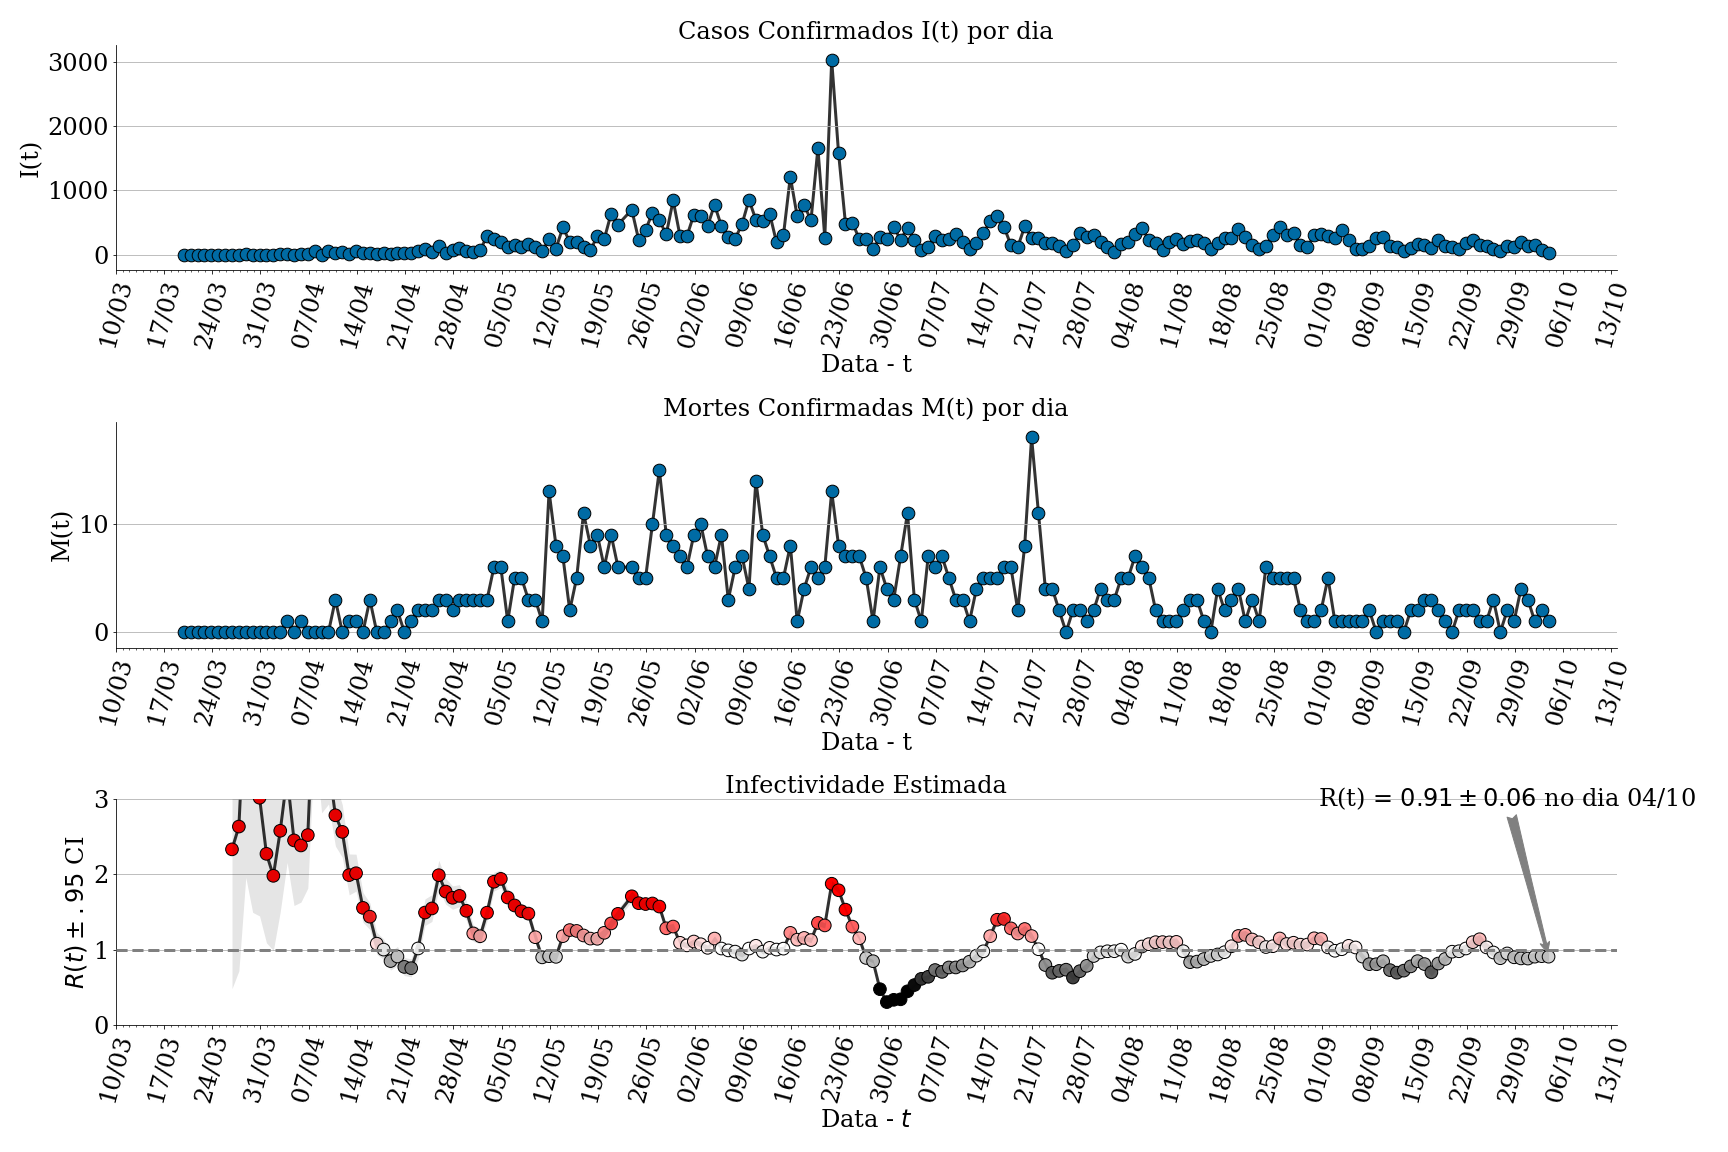 Casos Confirmados I(t) por dia
3000
2000
1000
0
I(t)
10/03 17/03 24/03 31/03 07/04 14/04 21/04 28/04 05/05 12/05 19/05 26/05 02/06 09/06 16/06 23/06 30/06 07/07 14/07 21/07 28/07 04/08 11/08 18/08 25/08 01/09 08/09 15/09 22/09 29/09 06/10 13/10
Data - t
Mortes Confirmadas M(t) por dia
10
0
M(t)
10/03 17/03 24/03 31/03 07/04 14/04 21/04 28/04 05/05 12/05 19/05 26/05 02/06 09/06 16/06 23/06 30/06 07/07 14/07 21/07 28/07 04/08 11/08 18/08 25/08 01/09 08/09 15/09 22/09 29/09 06/10 13/10
Data - t
Infectividade Estimada
R(t) = 0.91 ± 0.06 no dia 04/10
3
2
1
0
R(t) ± .95 CI
10/03 17/03 24/03 31/03 07/04 14/04 21/04 28/04 05/05 12/05 19/05 26/05 02/06 09/06 16/06 23/06 30/06 07/07 14/07 21/07 28/07 04/08 11/08 18/08 25/08 01/09 08/09 15/09 22/09 29/09 06/10 13/10
Data - t